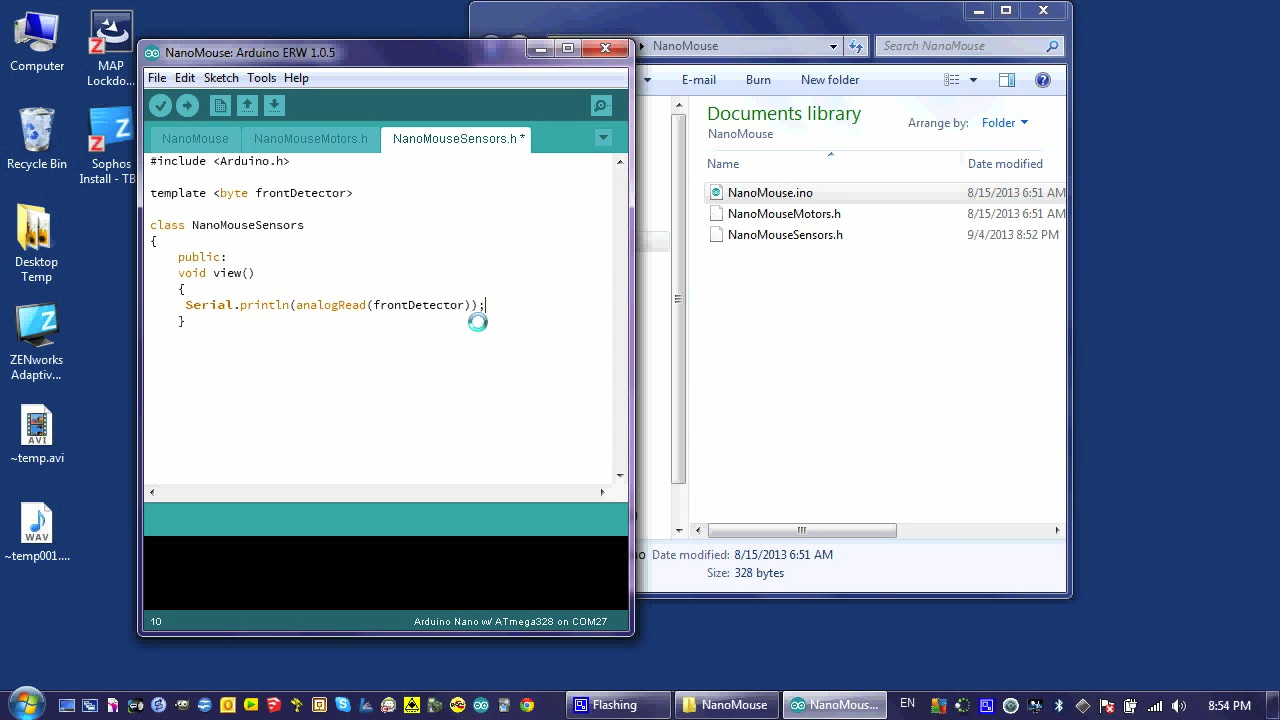 Computer
MAP
Lockdo...
Recycle Bin
Sophos
Install - TB
Desktop
Temp
ZENworks
Adaptiv...
AVI
~temp.avi
WAV
~temp001....
NanoMouse: Arduino ERW 1.0.5
File Edit Sketch Tools Help
NanoMouse NanoMouseMotors.h NanoMouseSensors.h *
#include <Arduino.h>
template <byte frontDetector>
class NanoMouseSensors
{
public:
void view()
{
Serial.println(analogRead(frontDetector));
}
10
Arduino Nano w/ ATmega328 on COM27
NanoMouse
Search NanoMouse
E-mail Burn New folder
Documents library
NanoMouse
Arrange by: Folder
Name Date modified
NanoMouse.ino 8/15/2013 6:51 AM
NanoMouseMotors.h 8/15/2013 6:51 AM
NanoMouseSensors.h 9/4/2013 8:52 PM
Date modified: 8/15/2013 6:51 AM
Size: 328 bytes
Flashing
NanoMouse
NanoMous...
EN
8:54 PM